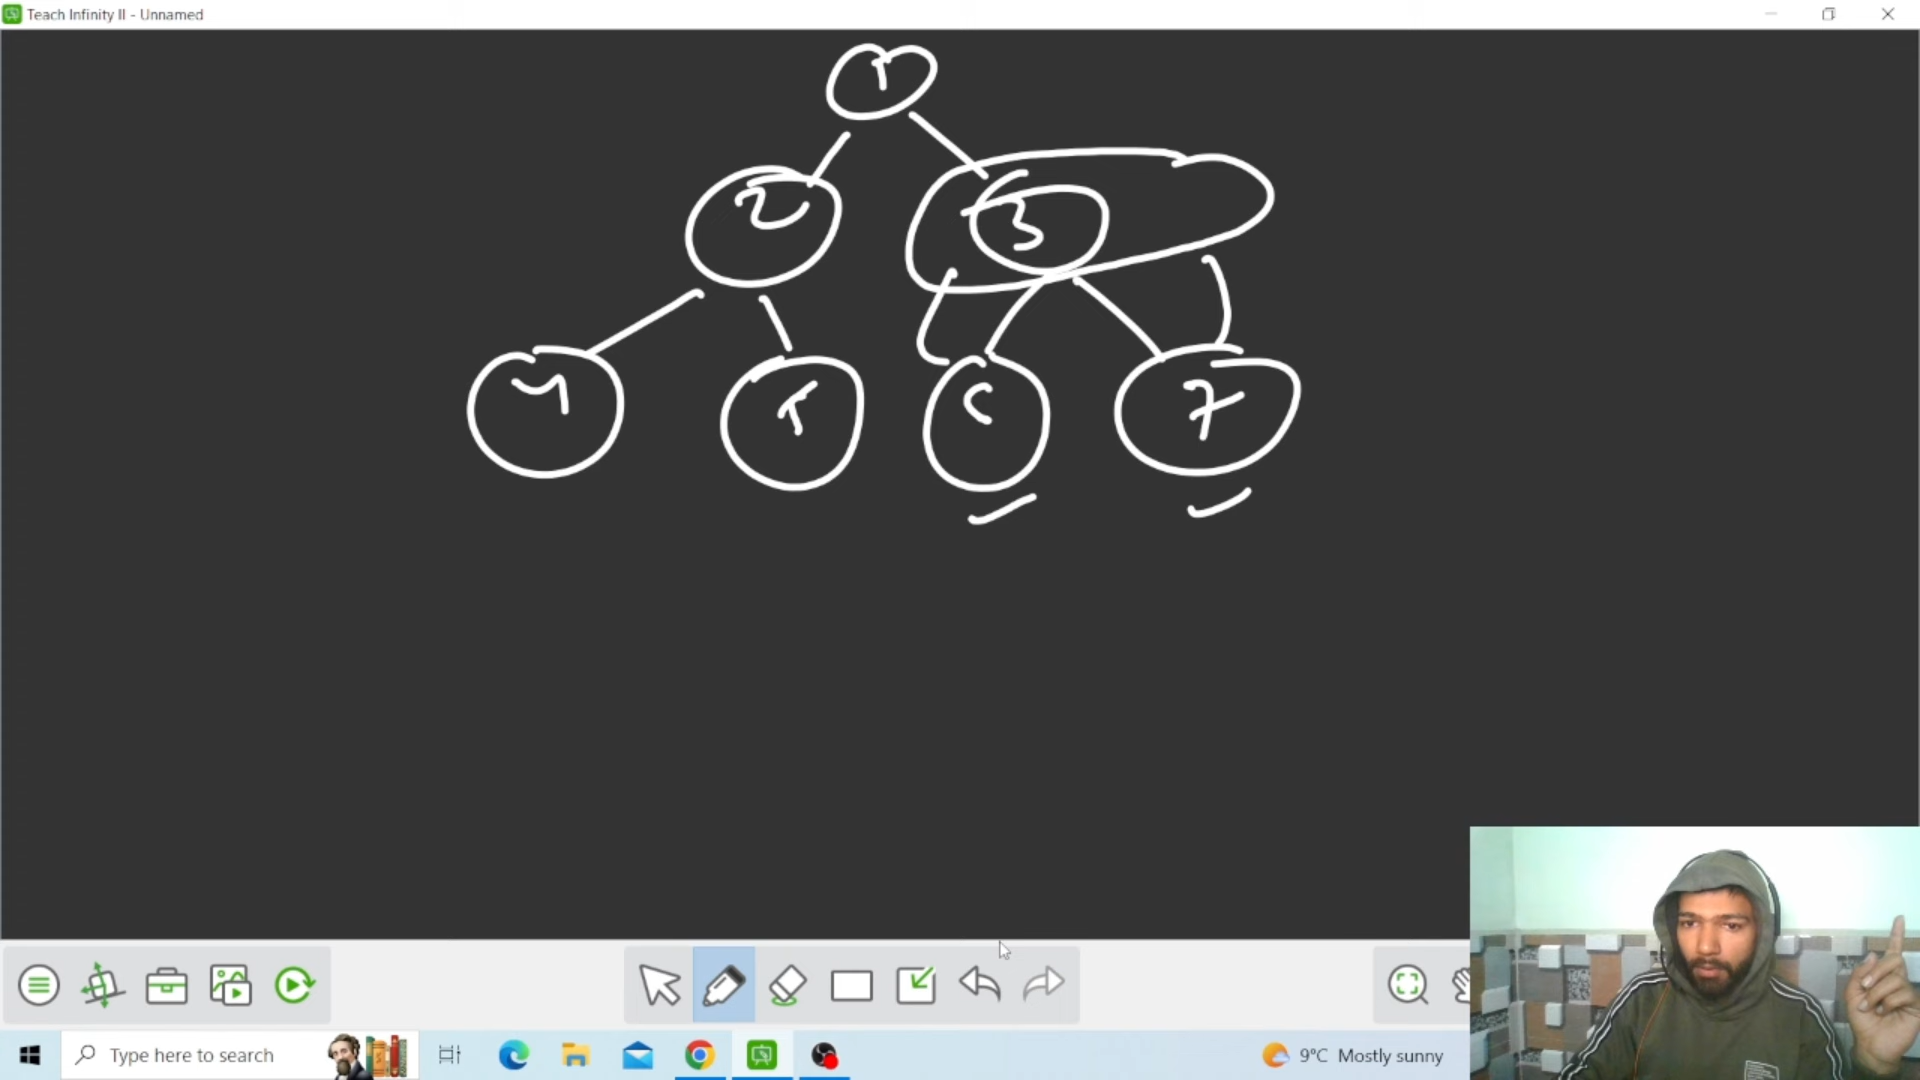 Teach Infinity II - Unnamed
1
2
3
4
5
6
7
Type here to search
9°C Mostly sunny